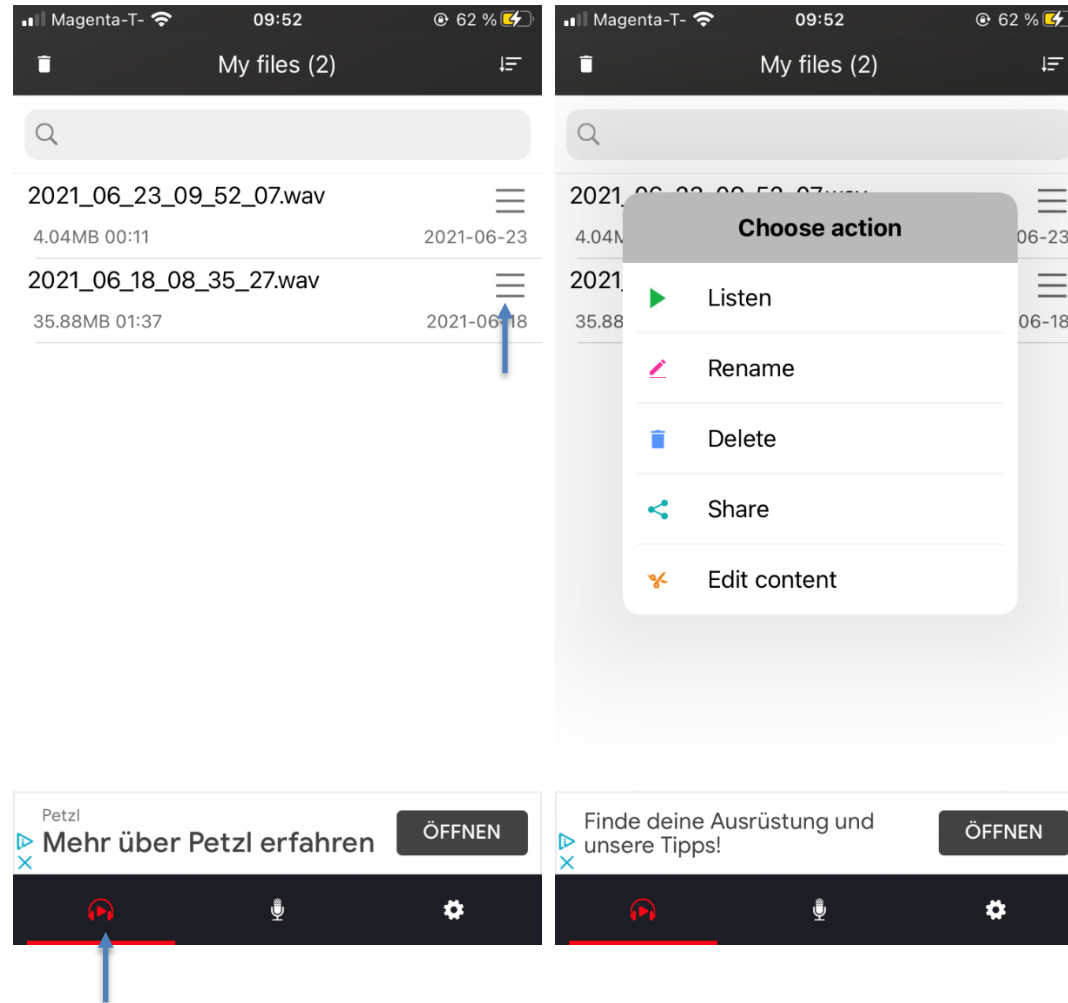 Magenta-T- 09:52 62 %
My files (2)
2021_06_23_09_52_07.wav
4.04MB 00:11 2021-06-23
2021_06_18_08_35_27.wav
35.88MB 01:37 2021-06-18
Petzl
Mehr über Petzl erfahren
ÖFFNEN
Magenta-T- 09:52 62 %
My files (2)
2021
4.04M 06-23
2021
35.88 06-18
Choose action
Listen
Rename
Delete
Share
Edit content
Finde deine Ausrüstung und
unsere Tipps!
ÖFFNEN